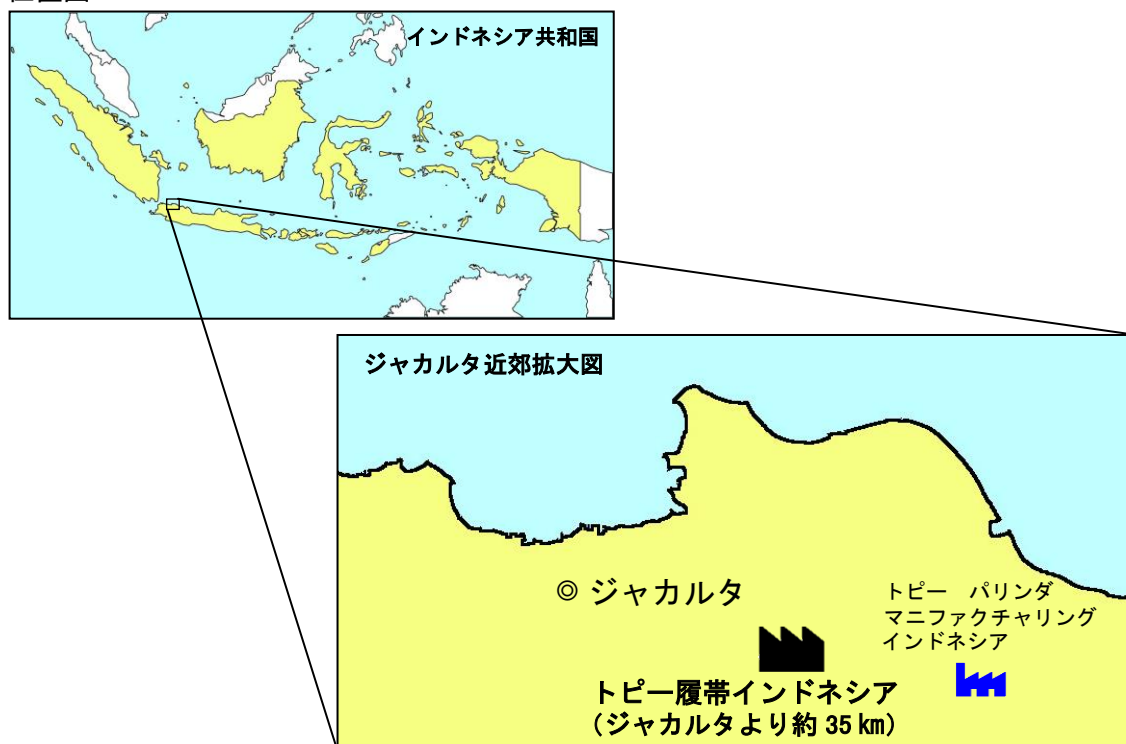 インドネシア共和国
ジャカルタ近郊拡大図
◎ ジャカルタ
トピー　パリンダ
マニファクチャリング
インドネシア
トピー履帯インドネシア
（ジャカルタより約 35 ㎞）